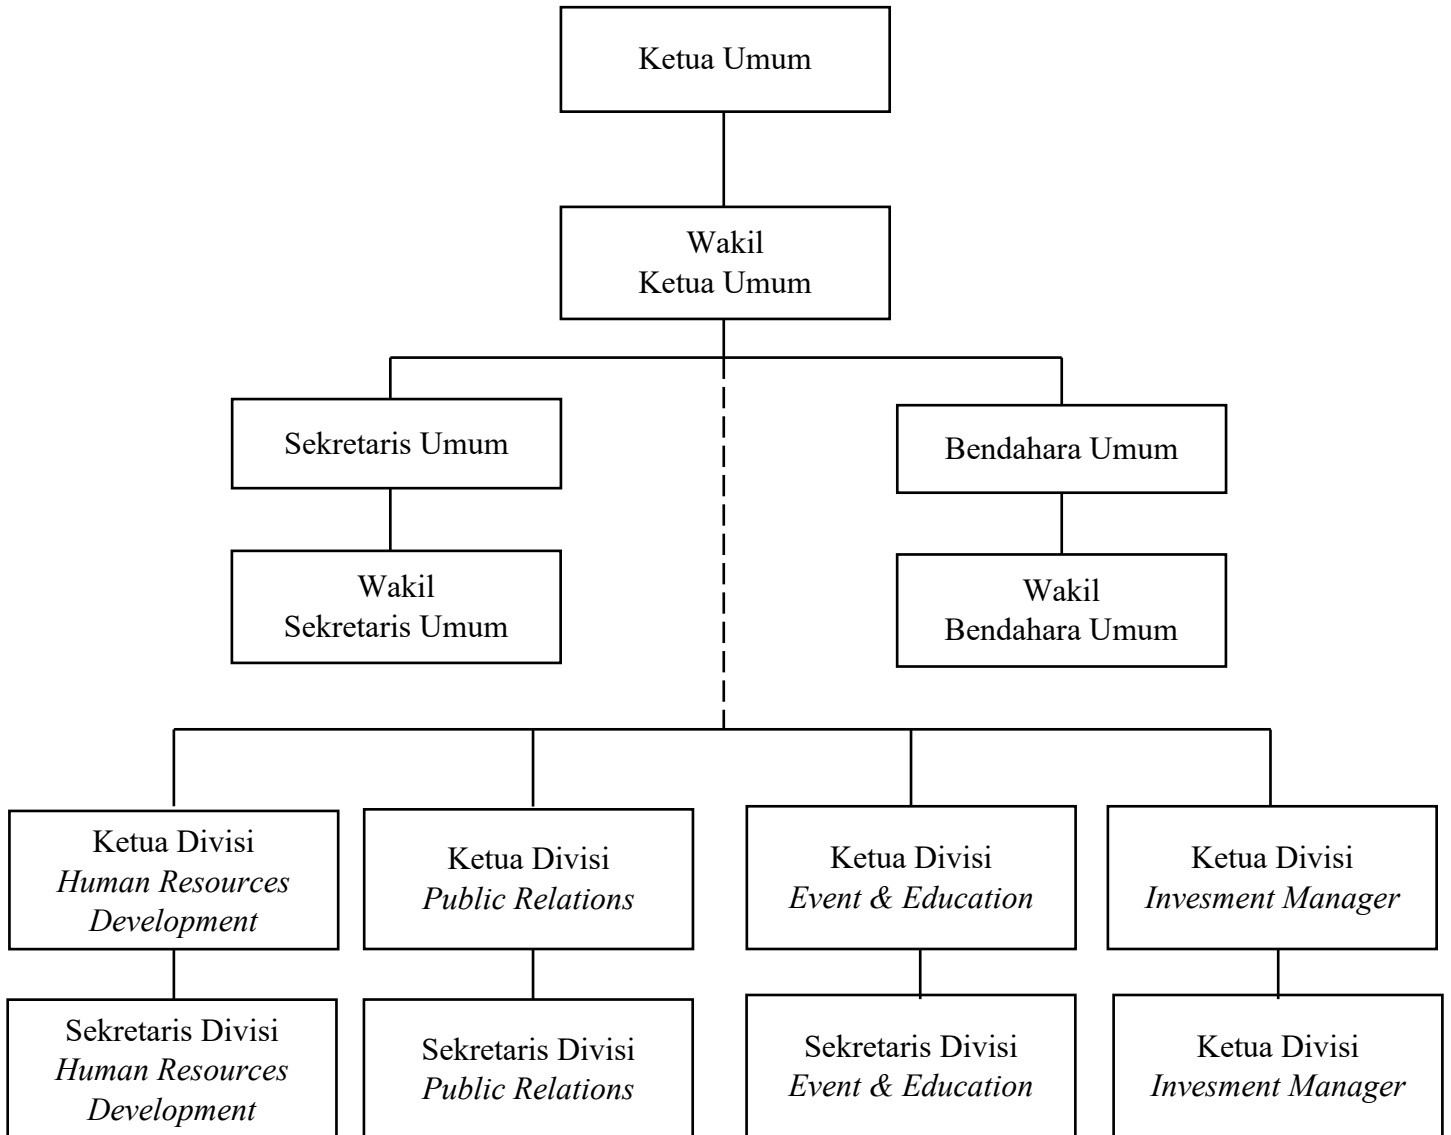 Ketua Umum
Wakil
Ketua Umum
Sekretaris Umum
Bendahara Umum
Wakil
Sekretaris Umum
Wakil
Bendahara Umum
Ketua Divisi
Human Resources
Development
Ketua Divisi
Public Relations
Ketua Divisi
Event & Education
Ketua Divisi
Invesment Manager
Sekretaris Divisi
Human Resources
Development
Sekretaris Divisi
Public Relations
Sekretaris Divisi
Event & Education
Ketua Divisi
Invesment Manager